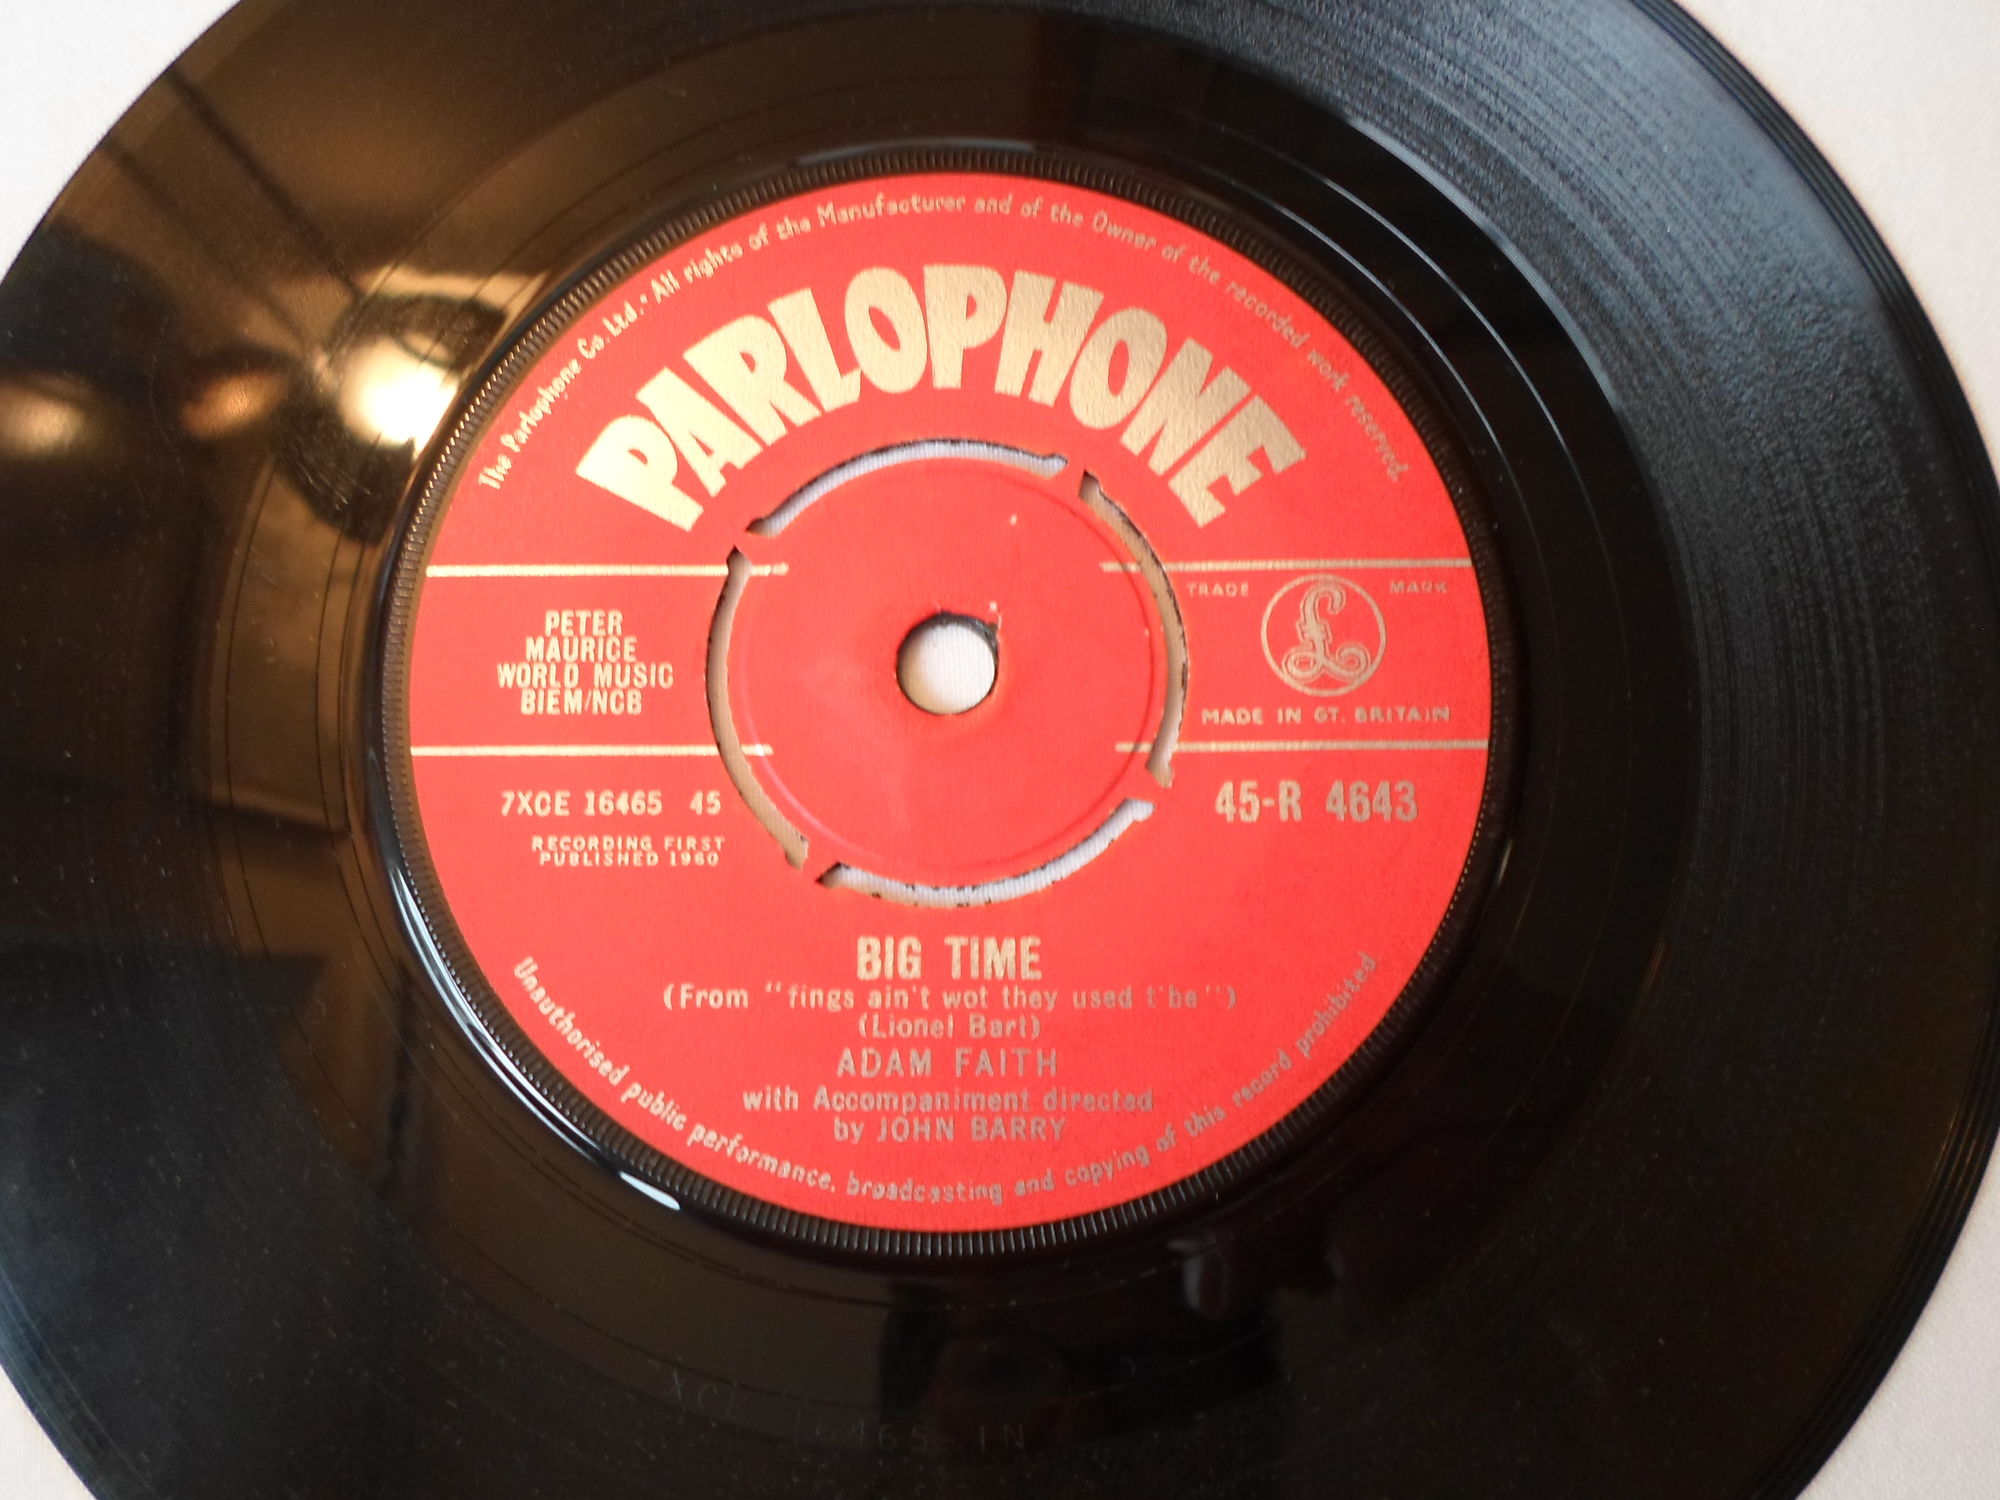 The Parlophone Co. Ltd. · All rights of the Manufacturer and of the Owner of the recorded work reserved.
PARLOPHONE
TRADE MARK
£
PETER
MAURICE
WORLD MUSIC
BIEM/NCB
MADE IN GT. BRITAIN
7XCE 16465 45
45-R 4643
RECORDING FIRST
PUBLISHED 1960
BIG TIME
(From "fings ain't wot they used t'be")
(Lionel Bart)
ADAM FAITH
with Accompaniment directed
by JOHN BARRY
Unauthorised public performance, broadcasting and copying of this record prohibited
XCE 16465-1N